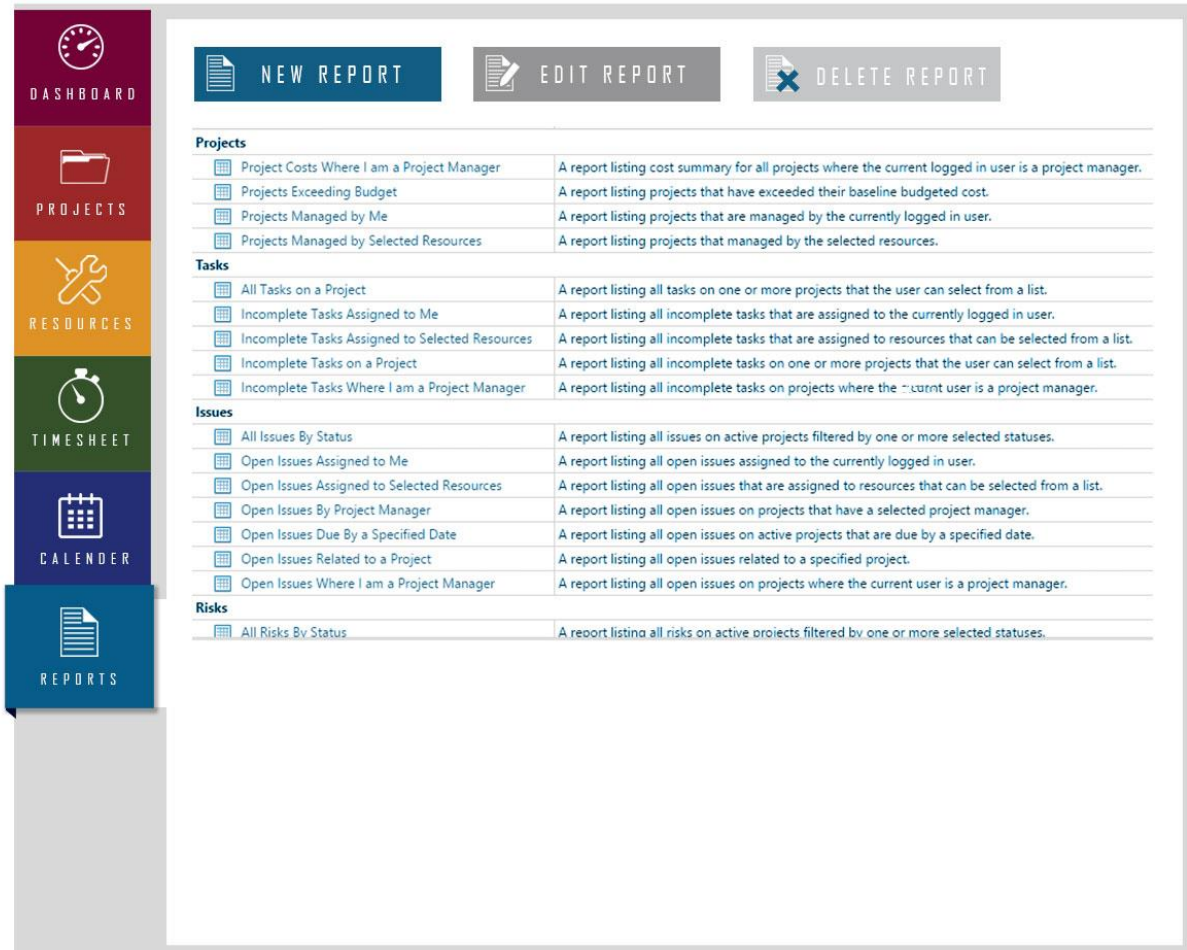 DASHBOARD
PROJECTS
RESOURCES
TIMESHEET
CALENDER
REPORTS
NEW REPORT
EDIT REPORT
DELETE REPORT
Projects
Project Costs Where I am a Project Manager A report listing cost summary for all projects where the current logged in user is a project manager.
Projects Exceeding Budget A report listing projects that have exceeded their baseline budgeted cost.
Projects Managed by Me A report listing projects that are managed by the currently logged in user.
Projects Managed by Selected Resources A report listing projects that managed by the selected resources.
Tasks
All Tasks on a Project A report listing all tasks on one or more projects that the user can select from a list.
Incomplete Tasks Assigned to Me A report listing all incomplete tasks that are assigned to the currently logged in user.
Incomplete Tasks Assigned to Selected Resources A report listing all incomplete tasks that are assigned to resources that can be selected from a list.
Incomplete Tasks on a Project A report listing all incomplete tasks on one or more projects that the user can select from a list.
Incomplete Tasks Where I am a Project Manager A report listing all incomplete tasks on projects where the user is a project manager.
Issues
All Issues By Status A report listing all issues on active projects filtered by one or more selected statuses.
Open Issues Assigned to Me A report listing all open issues assigned to the currently logged in user.
Open Issues Assigned to Selected Resources A report listing all open issues that are assigned to resources that can be selected from a list.
Open Issues By Project Manager A report listing all open issues on projects that have a selected project manager.
Open Issues Due By a Specified Date A report listing all open issues on active projects that are due by a specified date.
Open Issues Related to a Project A report listing all open issues related to a specified project.
Open Issues Where I am a Project Manager A report listing all open issues on projects where the current user is a project manager.
Risks
All Risks By Status A report listing all risks on active projects filtered by one or more selected statuses.